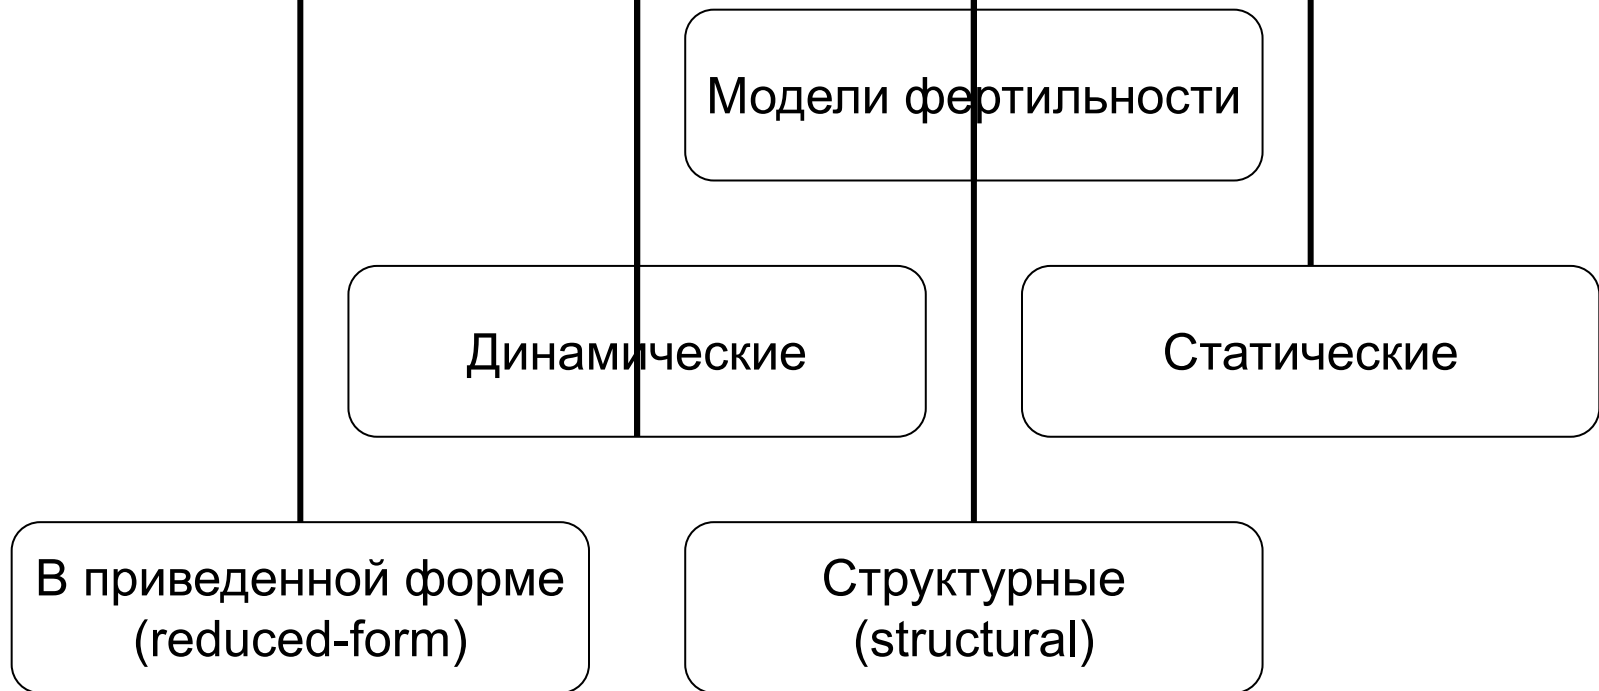 Модели фертильности
Динамические
Статические
В приведенной форме
(reduced-form)
Структурные
(structural)